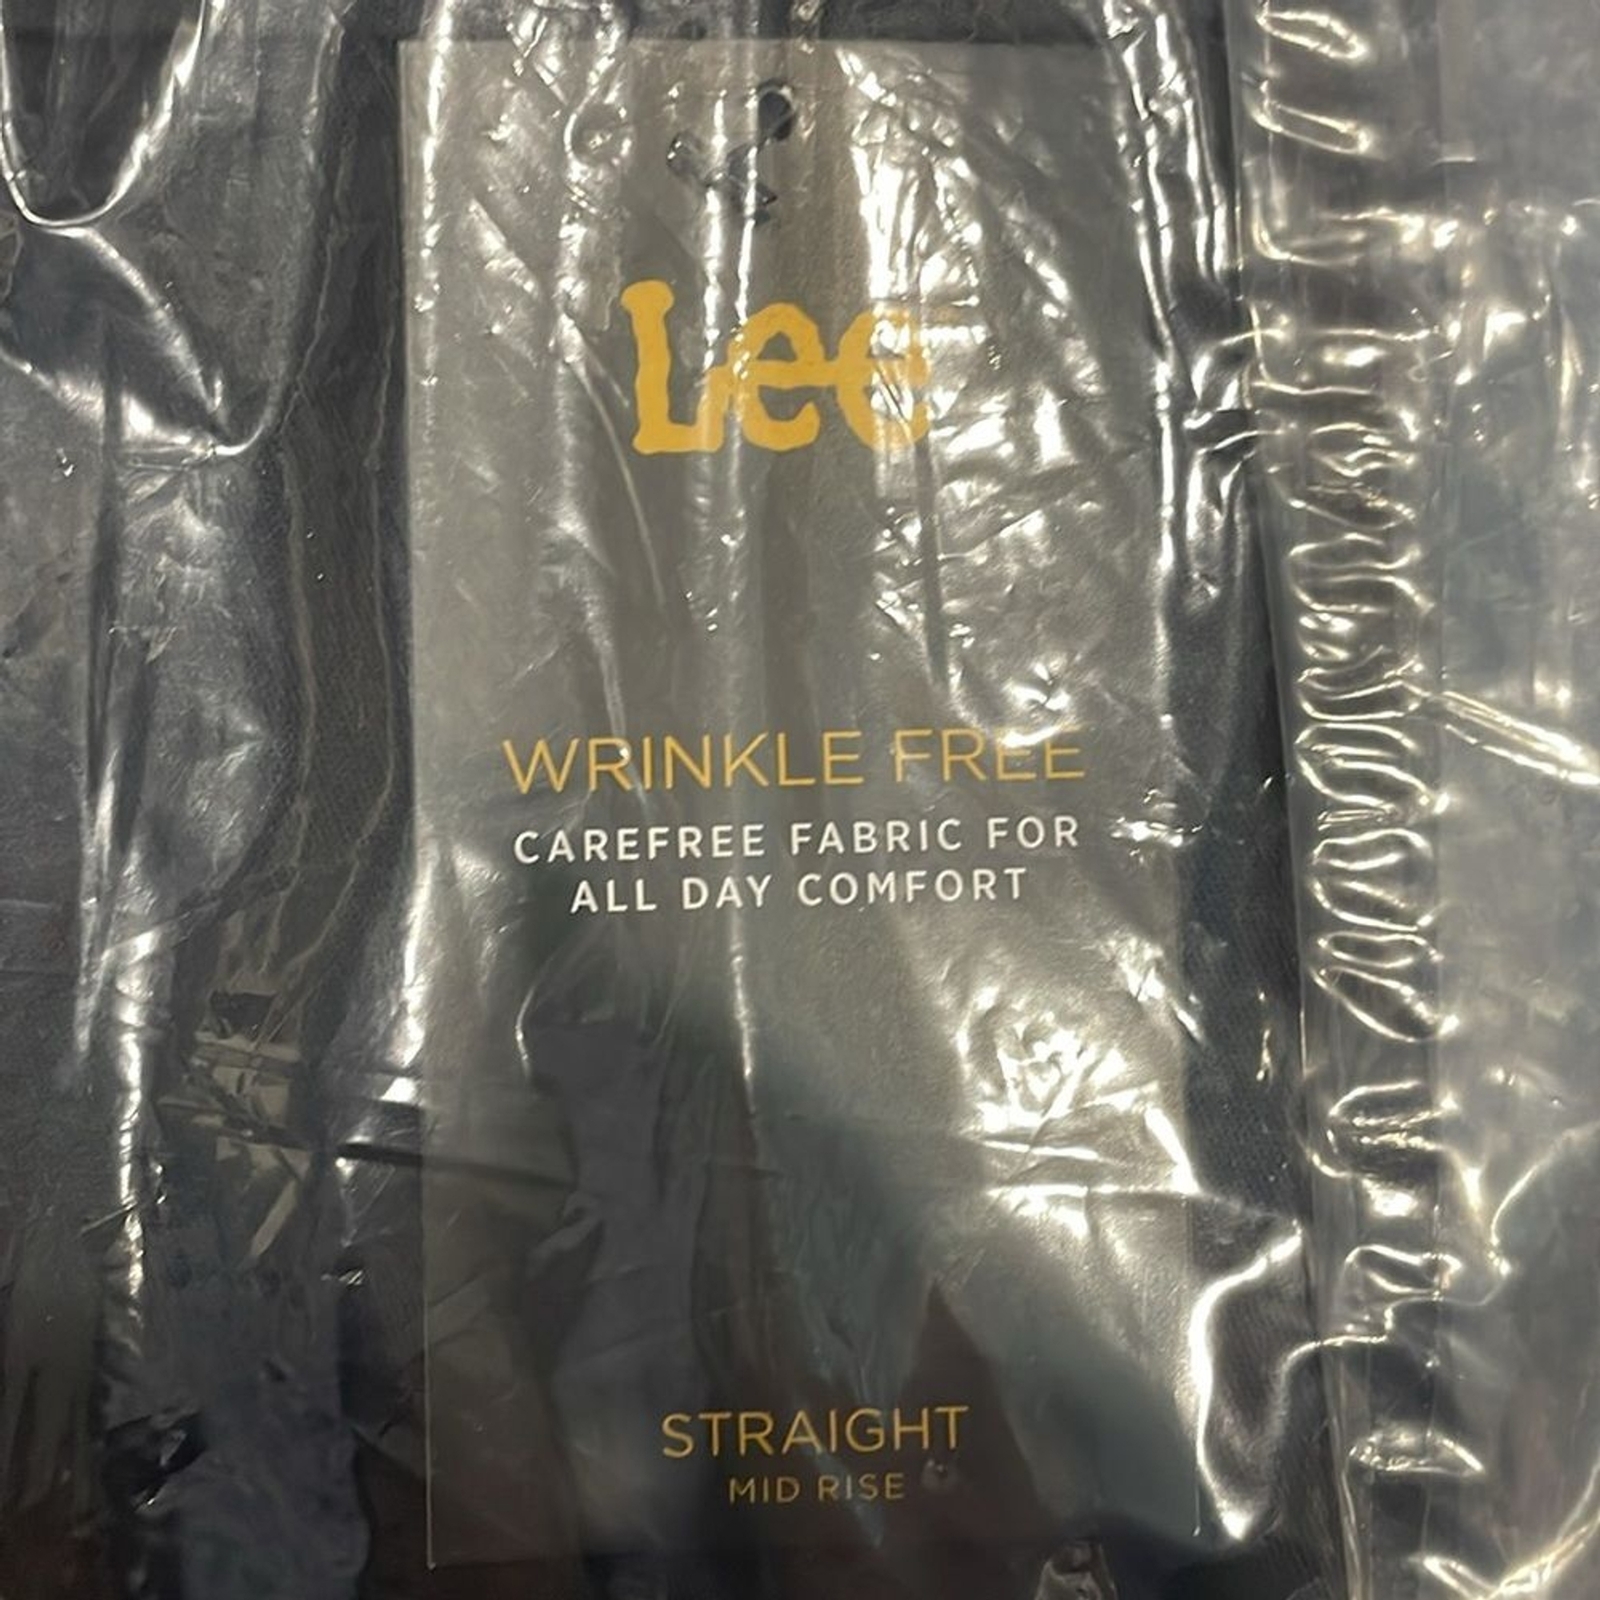 Lee
WRINKLE FREE
CAREFREE FABRIC FOR
ALL DAY COMFORT
STRAIGHT
MID RISE